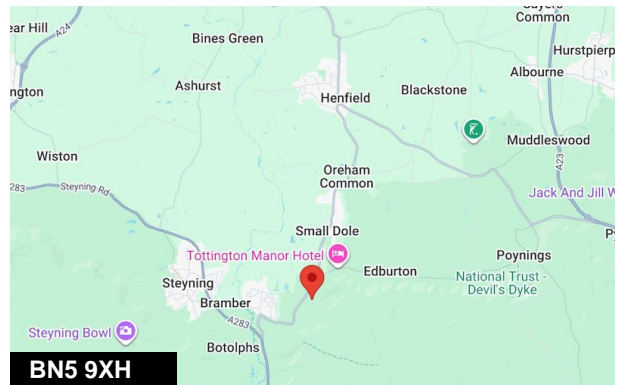 Sayers
Common
ear Hill
A24
Bines Green
Hurstpierp
Albourne
ngton
Ashurst
Blackstone
Henfield
Muddleswood
A23
Wiston
Oreham
Common
283
Steyning Rd
Jack And Jill W
Small Dole
Tottington Manor Hotel
Poynings
Py
Edburton
National Trust -
Devil's Dyke
Steyning
Bramber
A283
Steyning Bowl
Botolphs
BN5 9XH